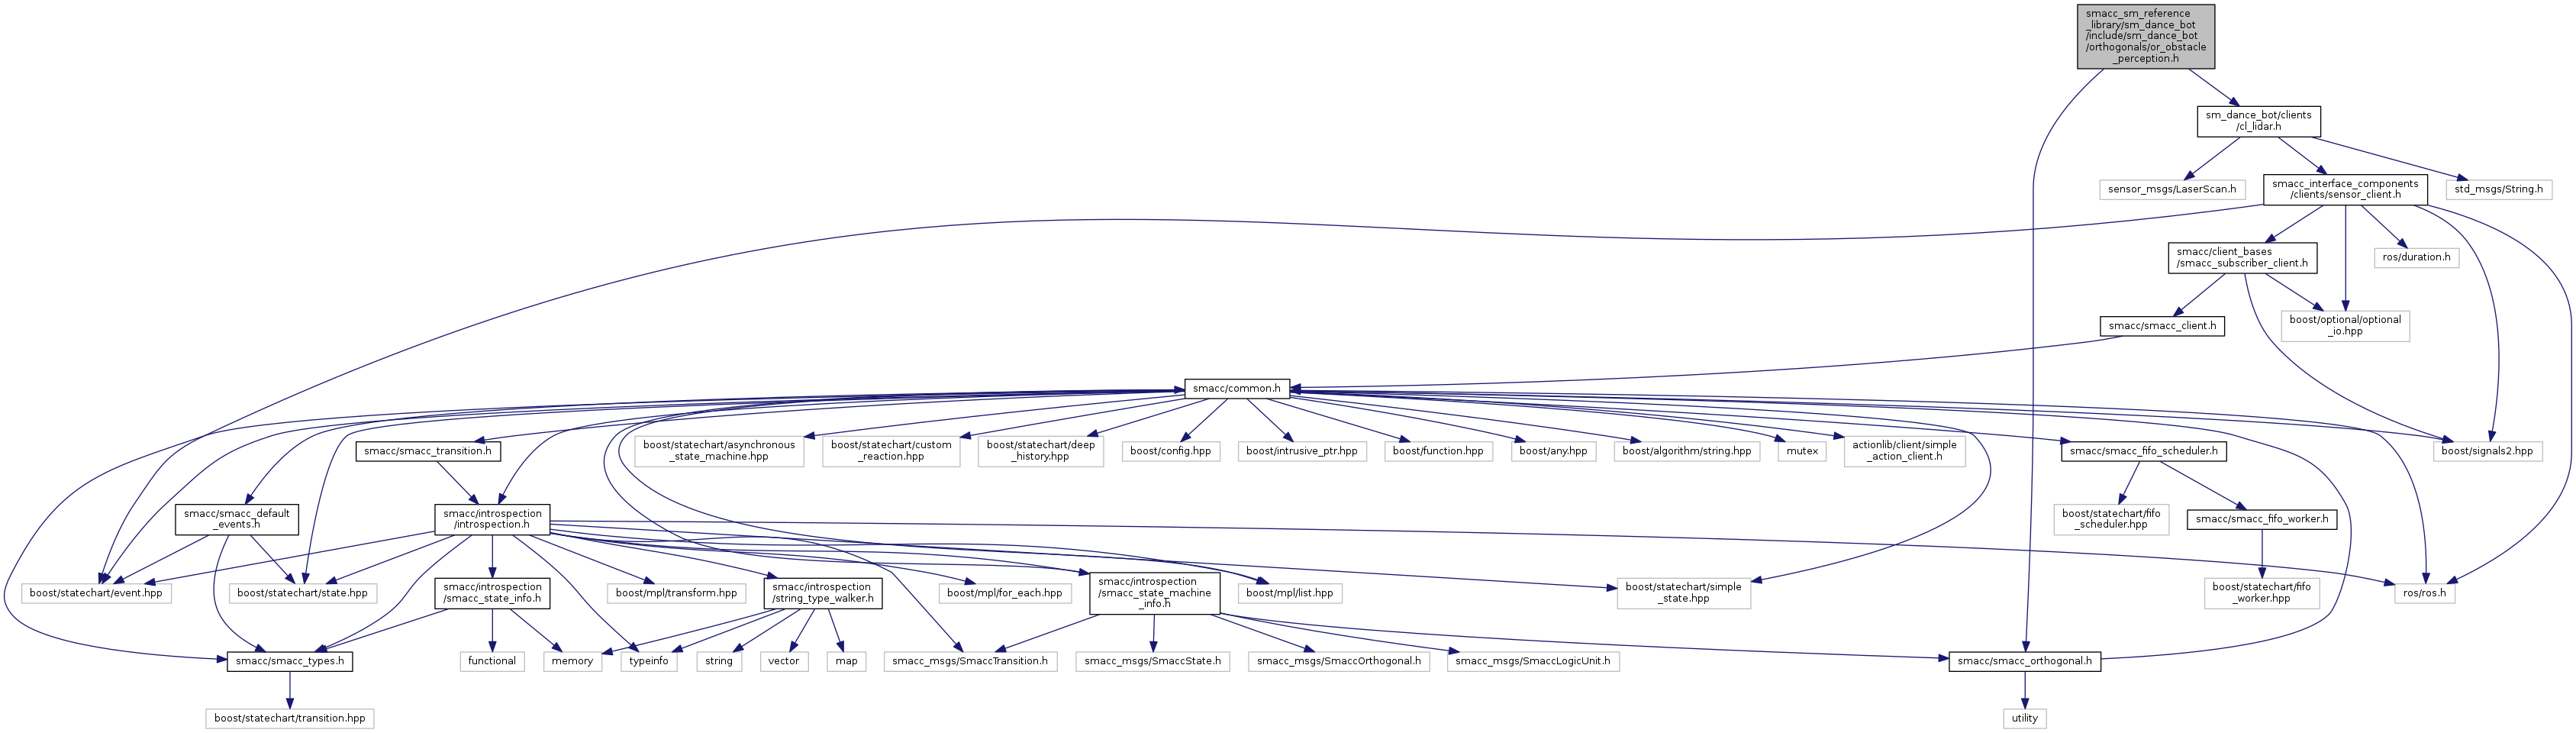 smacc_sm_reference
_library/sm_dance_bot
/include/sm_dance_bot
/orthogonals/or_obstacle
_perception.h
sm_dance_bot/clients
/cl_lidar.h
sensor_msgs/LaserScan.h
smacc_interface_components
/clients/sensor_client.h
std_msgs/String.h
smacc/client_bases
/smacc_subscriber_client.h
ros/duration.h
smacc/smacc_client.h
boost/optional/optional
_io.hpp
smacc/common.h
smacc/smacc_transition.h
boost/statechart/asynchronous
_state_machine.hpp
boost/statechart/custom
_reaction.hpp
boost/statechart/deep
_history.hpp
boost/config.hpp
boost/intrusive_ptr.hpp
boost/function.hpp
boost/any.hpp
boost/algorithm/string.hpp
mutex
actionlib/client/simple
_action_client.h
smacc/smacc_fifo_scheduler.h
boost/signals2.hpp
smacc/smacc_default
_events.h
smacc/introspection
/introspection.h
boost/statechart/fifo
_scheduler.hpp
smacc/smacc_fifo_worker.h
boost/statechart/event.hpp
boost/statechart/state.hpp
smacc/introspection
/smacc_state_info.h
boost/mpl/transform.hpp
smacc/introspection
/string_type_walker.h
boost/mpl/for_each.hpp
smacc/introspection
/smacc_state_machine
_info.h
boost/mpl/list.hpp
boost/statechart/simple
_state.hpp
boost/statechart/fifo
_worker.hpp
ros/ros.h
smacc/smacc_types.h
functional
memory
typeinfo
string
vector
map
smacc_msgs/SmaccTransition.h
smacc_msgs/SmaccState.h
smacc_msgs/SmaccOrthogonal.h
smacc_msgs/SmaccLogicUnit.h
smacc/smacc_orthogonal.h
boost/statechart/transition.hpp
utility